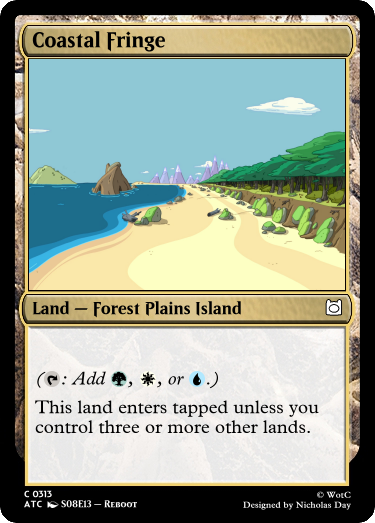 Coastal Fringe
Land — Forest Plains Island
(: Add , , or .)
This land enters tapped unless you
control three or more other lands.
C 0313
ATC S08E13 – Reboot
© WotC
Designed by Nicholas Day